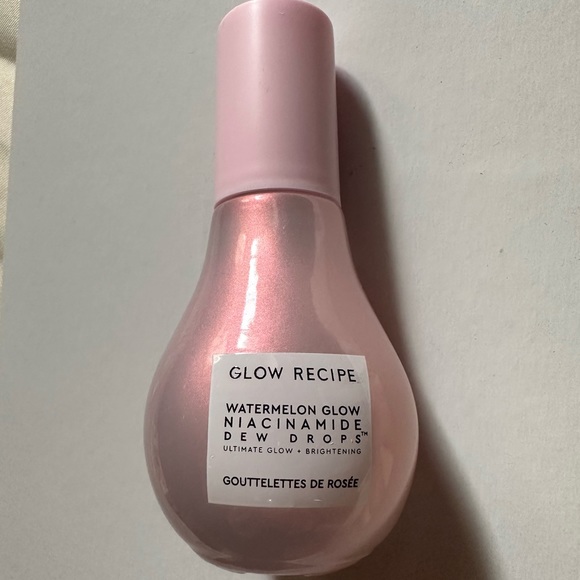 GLOW RECIPE
WATERMELON GLOW
NIACINAMIDE
DEW DROPS™
ULTIMATE GLOW + BRIGHTENING
GOUTTELETTES DE ROSÉE